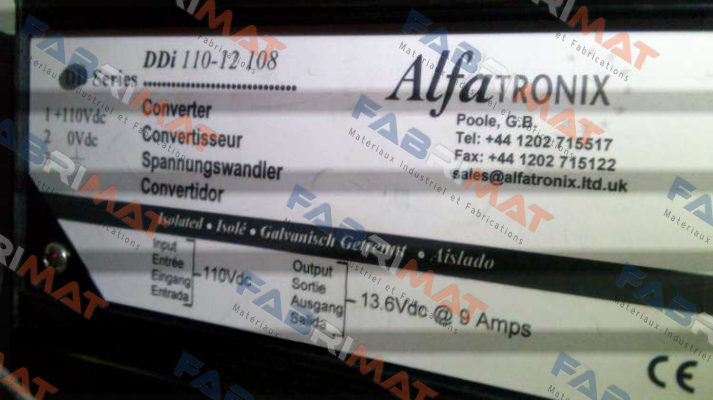 DDi 110-12 108
DD Series
AlfaTRONIX
1 +110Vdc
2 0Vdc
Converter
Convertisseur
Spannungswandler
Convertidor
Poole, G.B.
Tel: +44 1202 715517
Fax: +44 1202 715122
sales@alfatronix.ltd.uk
Isolated • Isolé • Galvanisch Getrennt • Aislado
Input
Entrée
Eingang
Entrada
110Vdc
Output
Sortie
Ausgang
Salida
13.6Vdc @ 9 Amps
CE
FABRIMAT
Matériaux Industriel et Fabrications